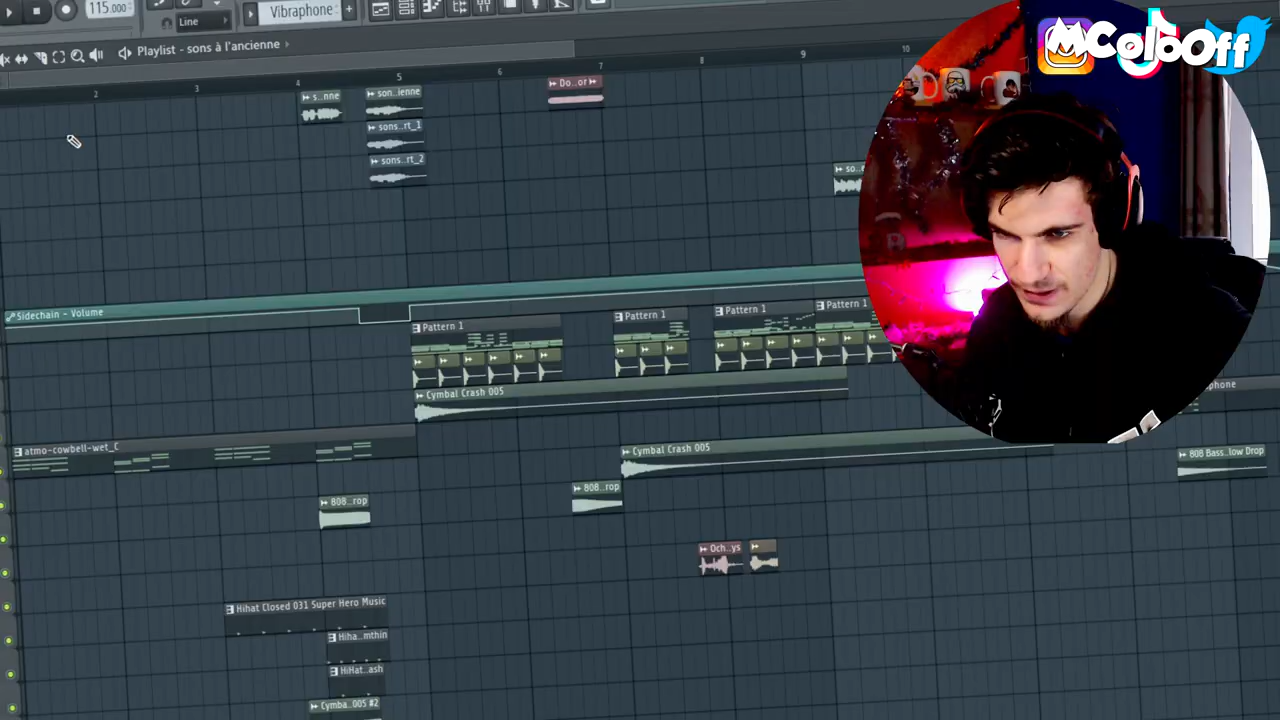 115.000
Line
Vibraphone
ColoOff
Playlist - sons à l'ancienne
2
3
4
5
6
7
8
9
10
s..nne
son..ienne
Do..or
sons..rt_1
sons..rt_2
Sidechain - Volume
Pattern 1
Pattern 1
Pattern 1
Pattern 1
Cymbal Crash 005
atmo-cowbell-wet_C
Cymbal Crash 005
808 Bass..low Drop
808..rop
808..rop
Och..ys
Hihat Closed 031 Super Hero Music
Hiha..mthin
HiHat..ash
Cymba..005 #2